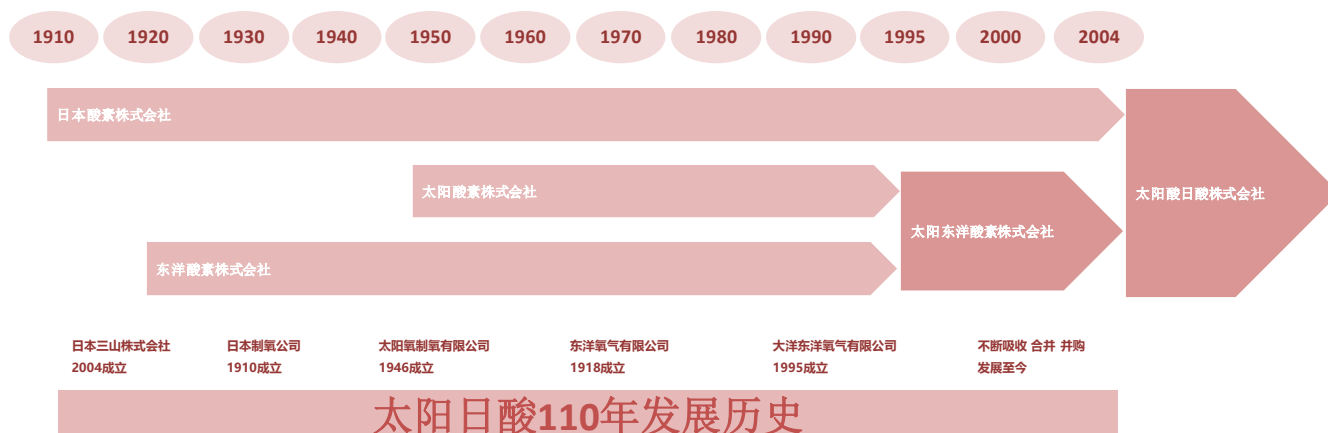 1910 1920 1930 1940 1950 1960 1970 1980 1990 1995 2000 2004
日本酸素株式会社
太阳酸素株式会社
太阳酸日酸株式会社
太阳东洋酸素株式会社
东洋酸素株式会社
日本三山株式会社
2004成立
日本制氧公司
1910成立
太阳氧制氧有限公司
1946成立
东洋氧气有限公司
1918成立
大洋东洋氧气有限公司
1995成立
不断吸收 合并 并购
发展至今
太阳日酸110年发展历史